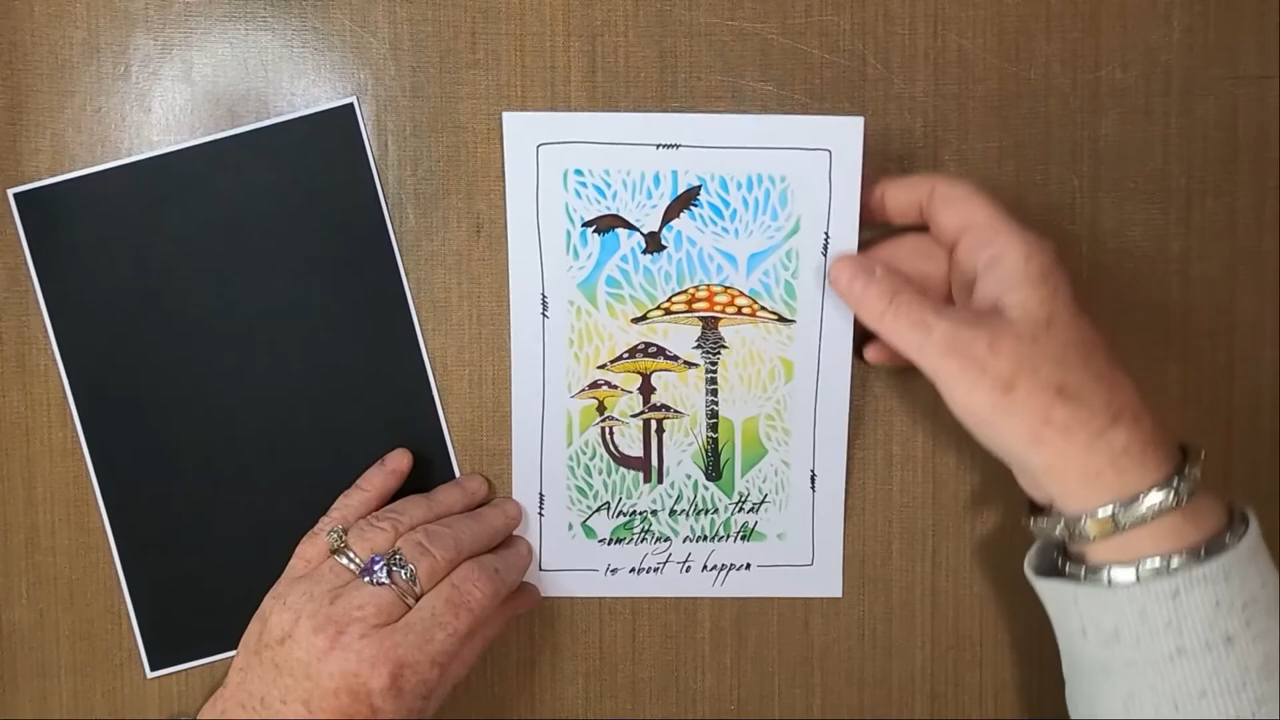 Always believe that
something wonderful
is about to happen